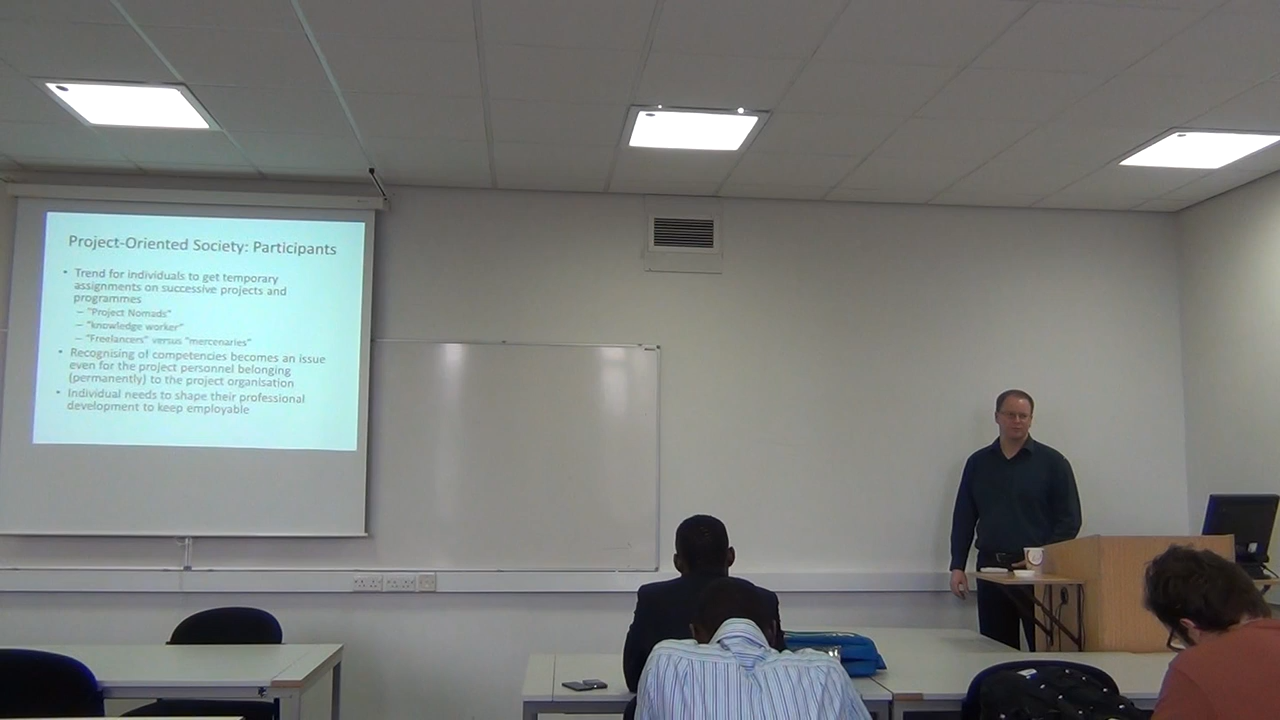 Project-Oriented Society: Participants
• Trend for individuals to get temporary
assignments on successive projects and
programmes
– "Project Nomads"
– "knowledge worker"
– "Freelancers" versus "mercenaries"
• Recognising of competencies becomes an issue
even for the project personnel belonging
(permanently) to the project organisation
• Individual needs to shape their professional
development to keep employable